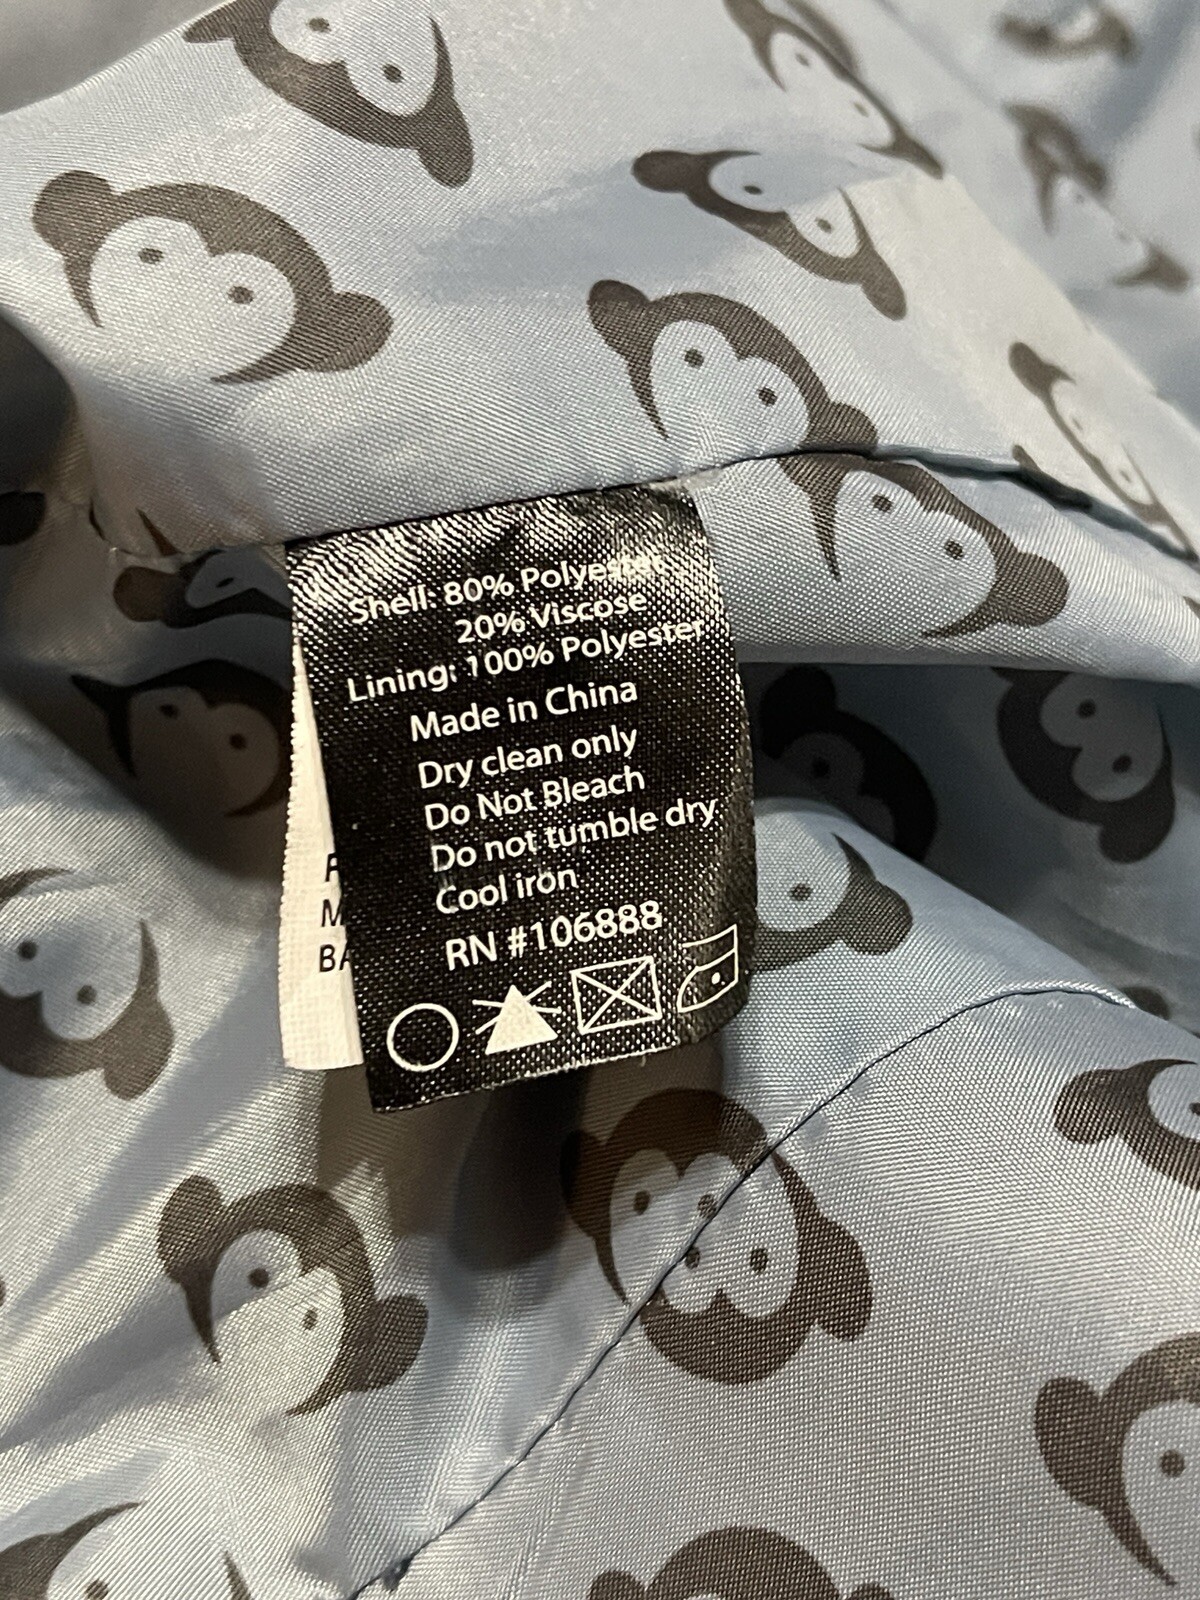 Shell: 80% Polyester
20% Viscose
Lining: 100% Polyester
Made in China
Dry clean only
Do Not Bleach
Do not tumble dry
Cool iron
RN #106888